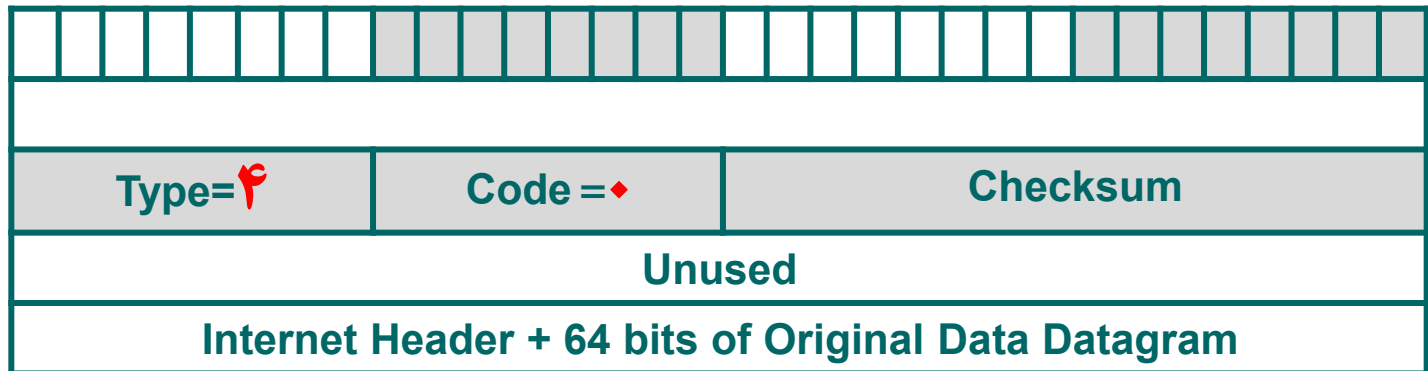 Type=۴ Code =۰ Checksum
Unused
Internet Header + 64 bits of Original Data Datagram